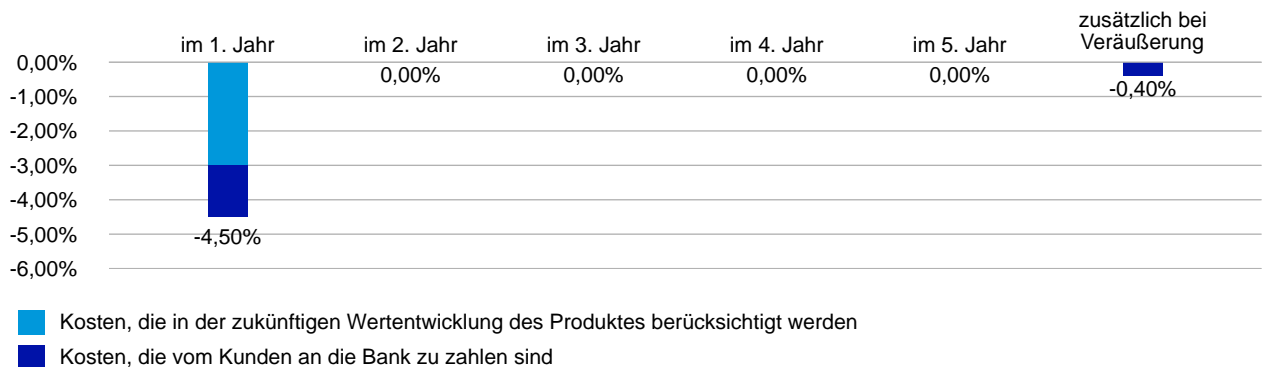 zusätzlich bei
im 1. Jahr im 2. Jahr im 3. Jahr im 4. Jahr im 5. Jahr Veräußerung
0,00% 0,00% 0,00% 0,00% 0,00%
-1,00% -0,40%
-2,00%
-3,00%
-4,00%
-5,00% -4,50%
-6,00%
Kosten, die in der zukünftigen Wertentwicklung des Produktes berücksichtigt werden
Kosten, die vom Kunden an die Bank zu zahlen sind